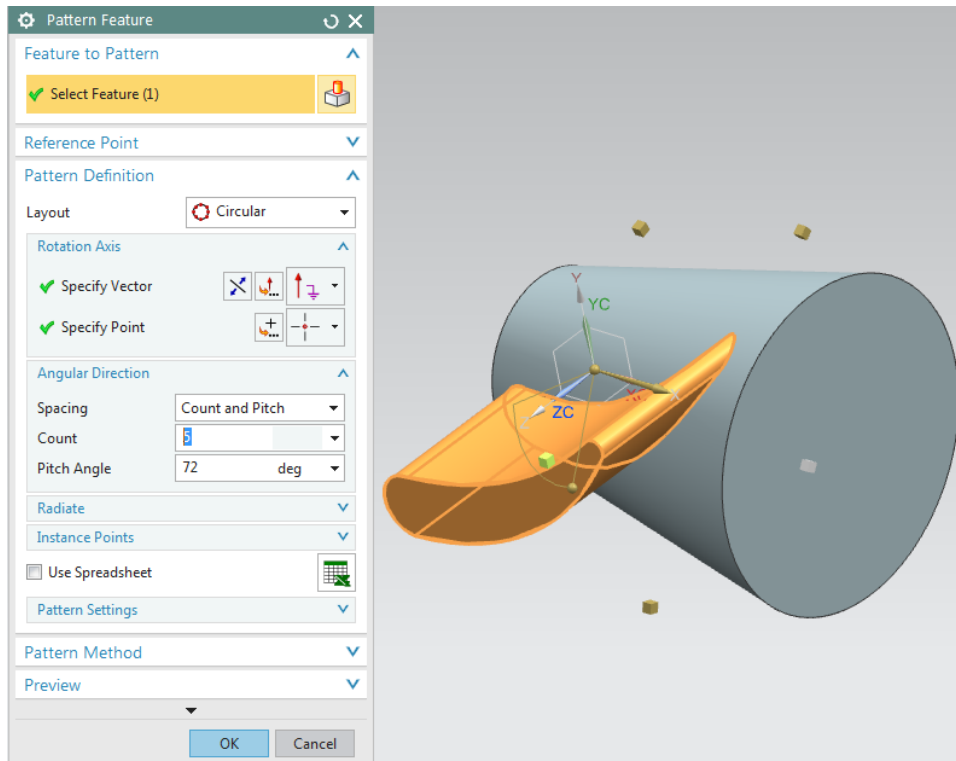 Pattern Feature
Feature to Pattern
Select Feature (1)
Reference Point
Pattern Definition
Layout
Circular
Rotation Axis
Specify Vector
Specify Point
Angular Direction
Spacing
Count and Pitch
Count
5
Pitch Angle
72 deg
Radiate
Instance Points
Use Spreadsheet
Pattern Settings
Pattern Method
Preview
OK Cancel
Y
YC
X
ZC